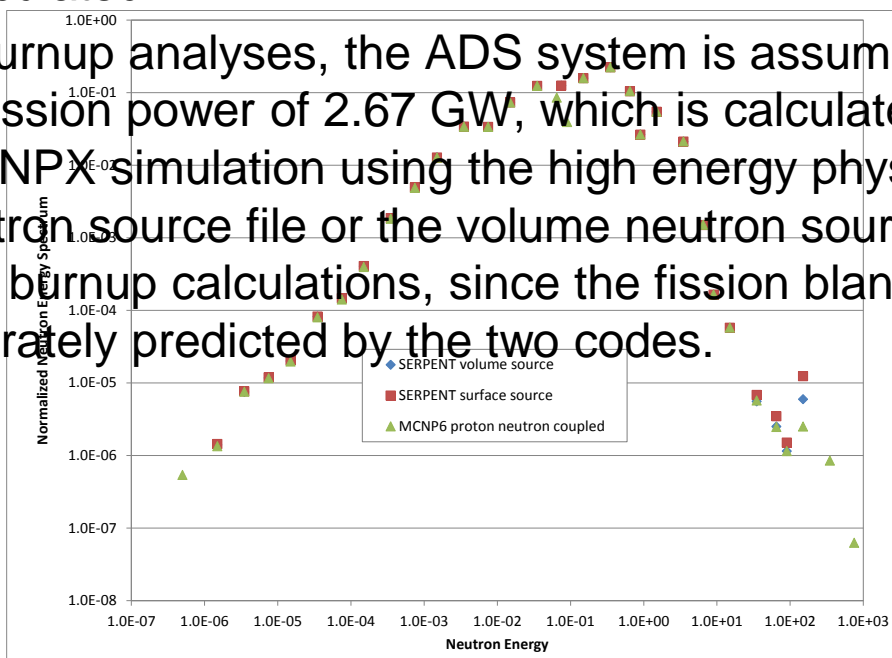 urnup analyses, the ADS system is assum
ssion power of 2.67 GW, which is calculate
NPX simulation using the high energy phys
tron source file or the volume neutron sour
burnup calculations, since the fission blan
rately predicted by the two codes.
1.0E+00
1.0E-01
1.0E-02
1.0E-03
1.0E-04
1.0E-05
1.0E-06
1.0E-07
1.0E-08
Normalized Neutron Energy Spectrum
SERPENT volume source
SERPENT surface source
MCNP6 proton neutron coupled
1.0E-07 1.0E-06 1.0E-05 1.0E-04 1.0E-03 1.0E-02 1.0E-01 1.0E+00 1.0E+01 1.0E+02 1.0E+03
Neutron Energy